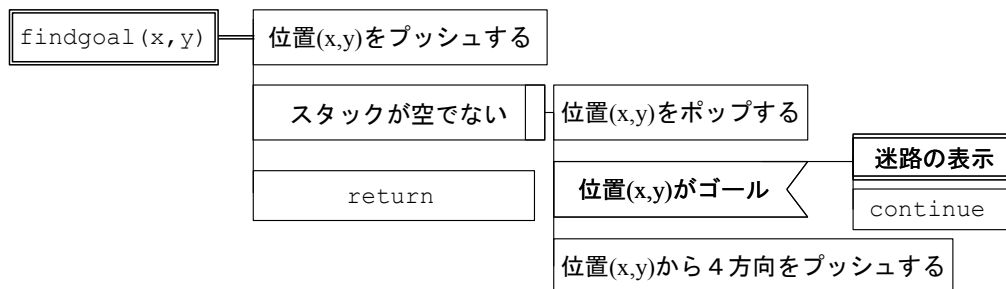 findgoal(x,y)
位置(x,y)をプッシュする
スタックが空でない
位置(x,y)をポップする
迷路の表示
位置(x,y)がゴール
return
continue
位置(x,y)から４方向をプッシュする